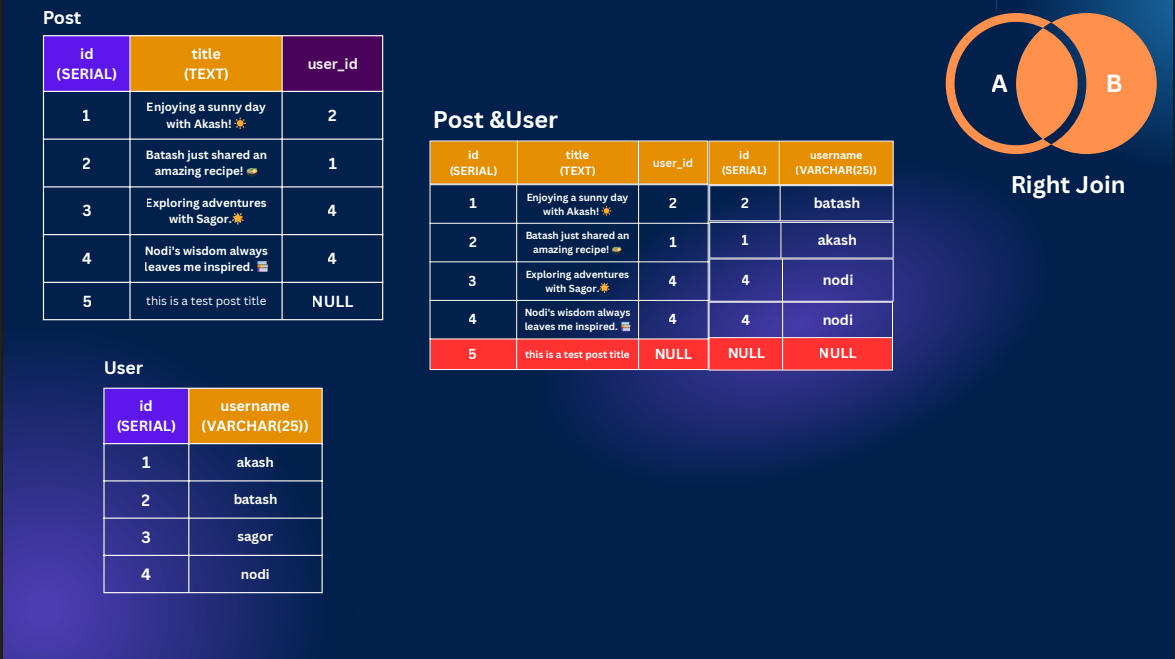 Post
id
(SERIAL)
title
(TEXT)
user_id
1
Enjoying a sunny day
with Akash! ☀️
2
2
Batash just shared an
amazing recipe! 🍛
1
3
Exploring adventures
with Sagor.☀️
4
4
Nodi's wisdom always
leaves me inspired. 📚
4
5
this is a test post title
NULL
User
id
(SERIAL)
username
(VARCHAR(25))
1
akash
2
batash
3
sagor
4
nodi
Post &User
id
(SERIAL)
title
(TEXT)
user_id
id
(SERIAL)
username
(VARCHAR(25))
1
Enjoying a sunny day
with Akash! ☀️
2
2
batash
2
Batash just shared an
amazing recipe! 🍛
1
1
akash
3
Exploring adventures
with Sagor.☀️
4
4
nodi
4
Nodi's wisdom always
leaves me inspired. 📚
4
4
nodi
5
this is a test post title
NULL
NULL
NULL
A
B
Right Join